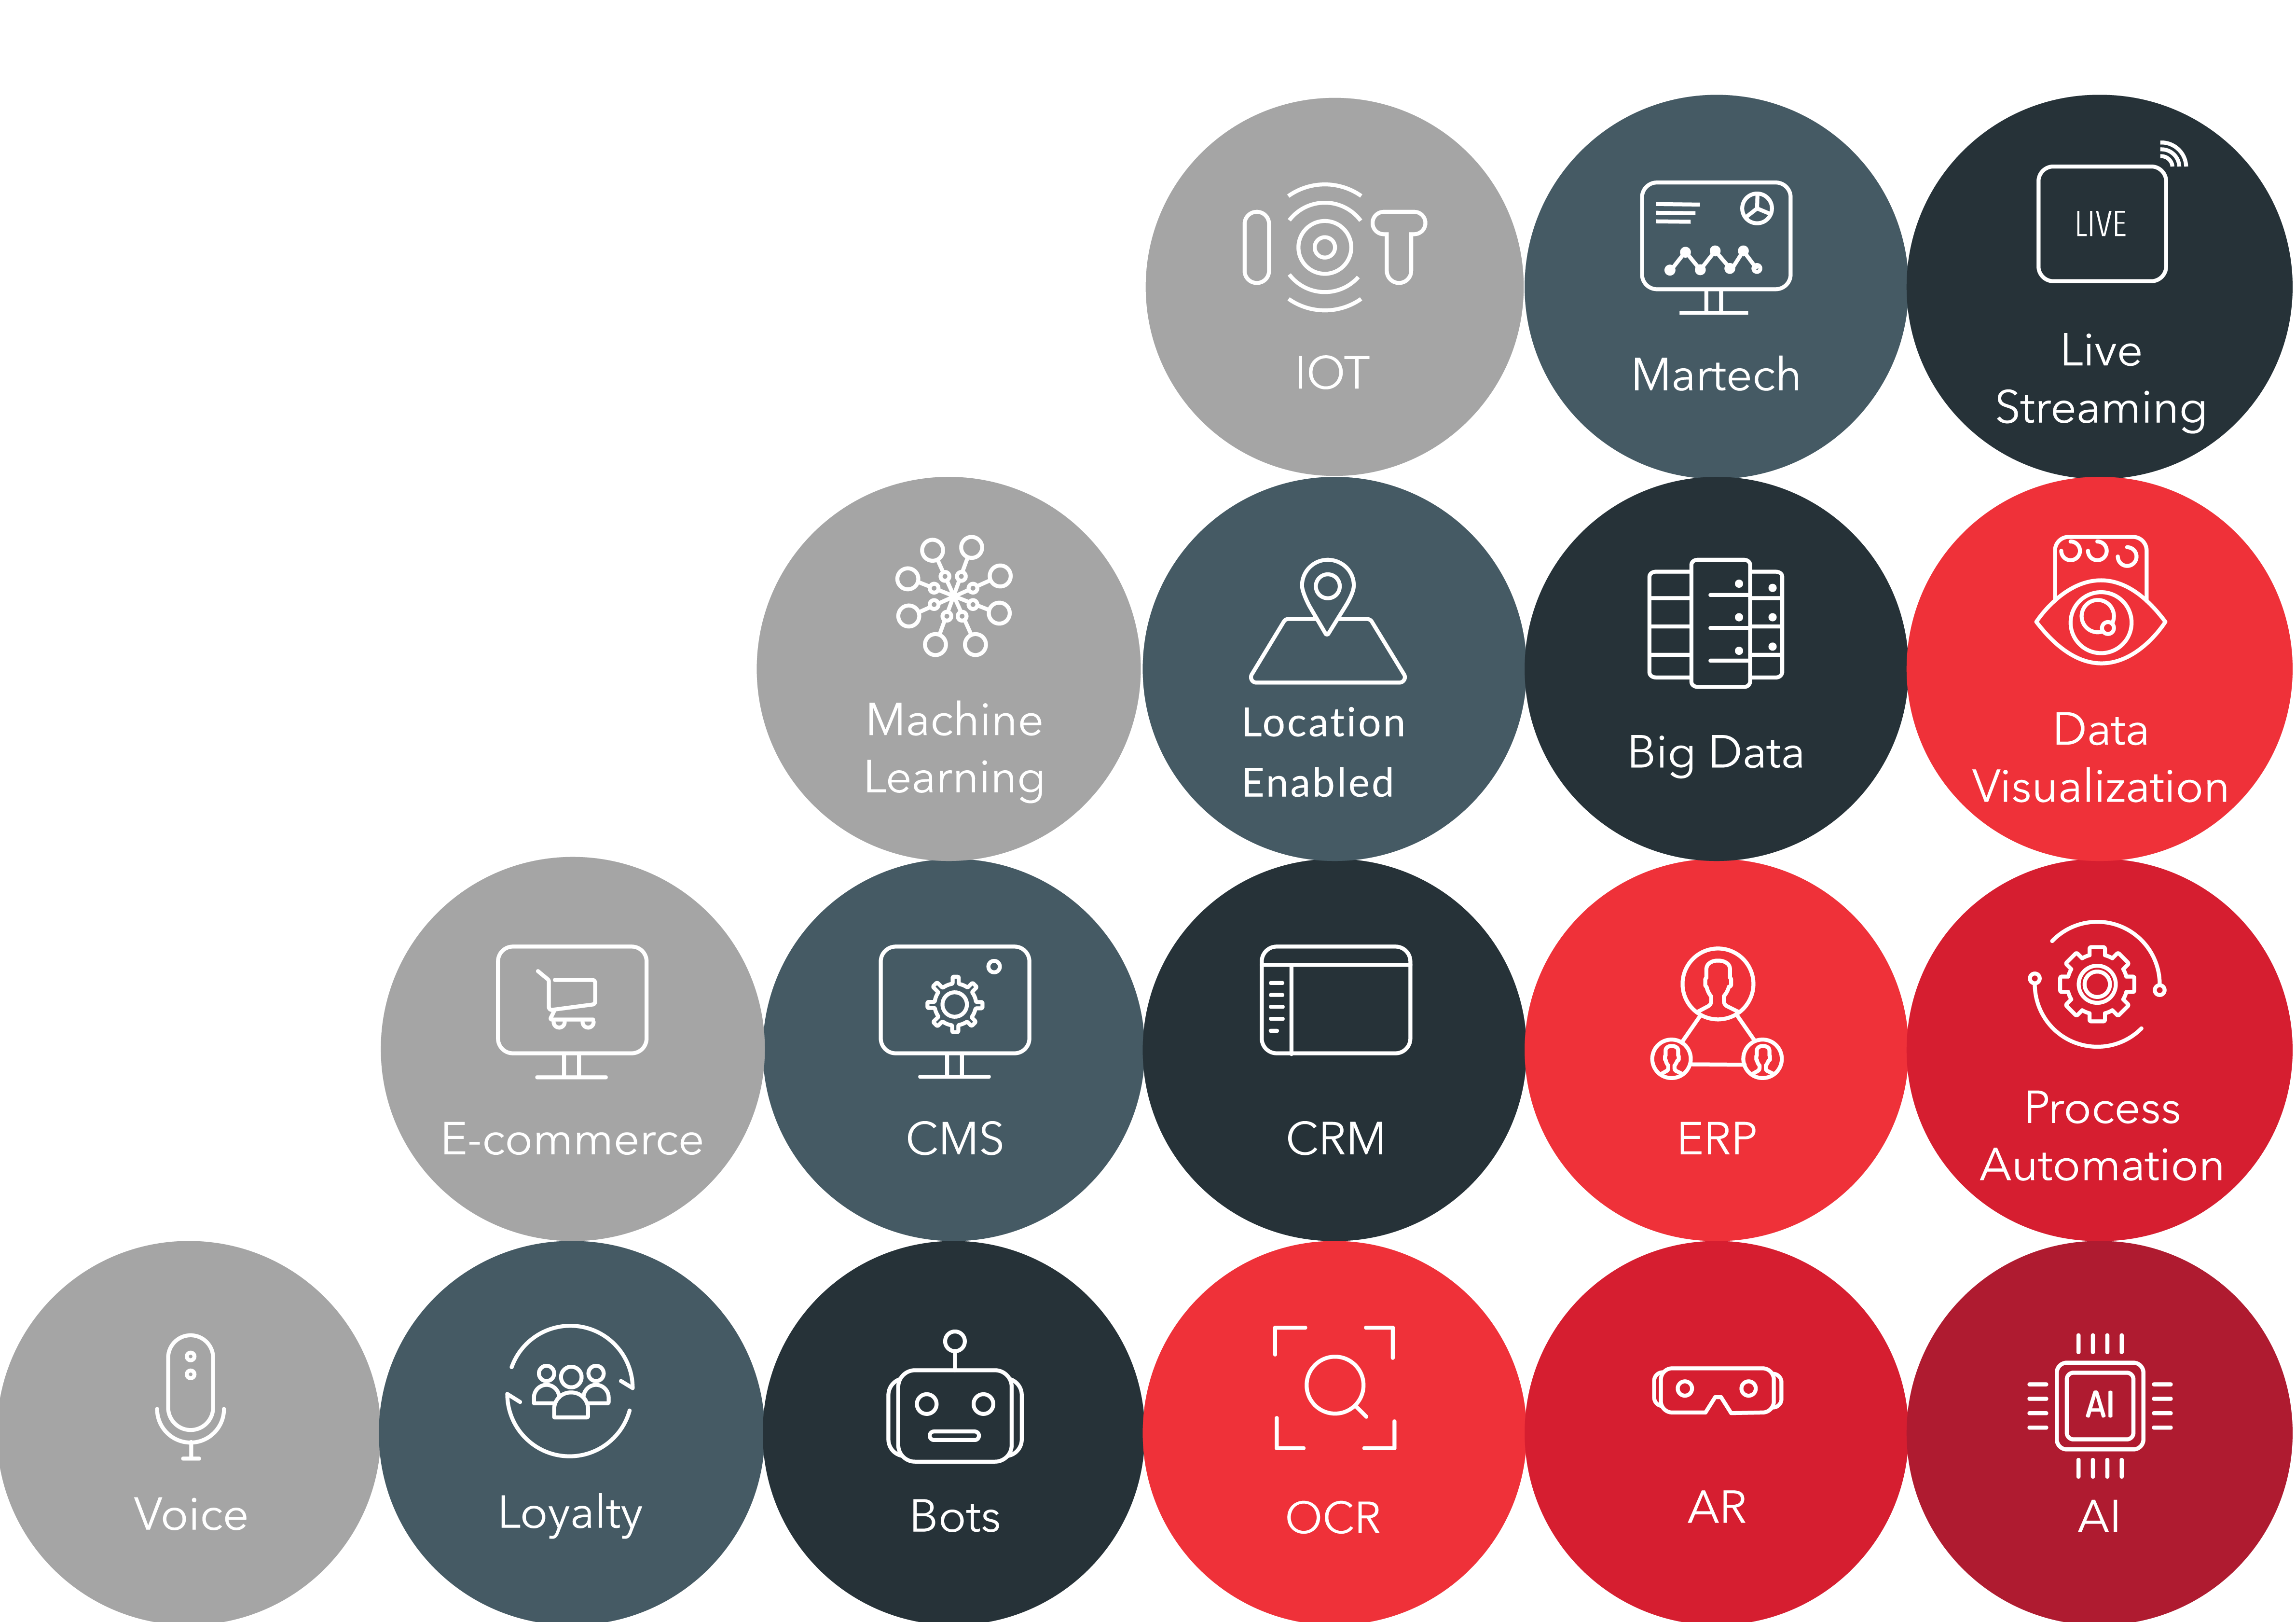 IOT
IOT
Martech
LIVE
Live
Streaming
Machine
Learning
Location
Enabled
Big Data
Data
Visualization
E-commerce
CMS
CRM
ERP
Process
Automation
Voice
Loyalty
Bots
OCR
AR
AI
AI